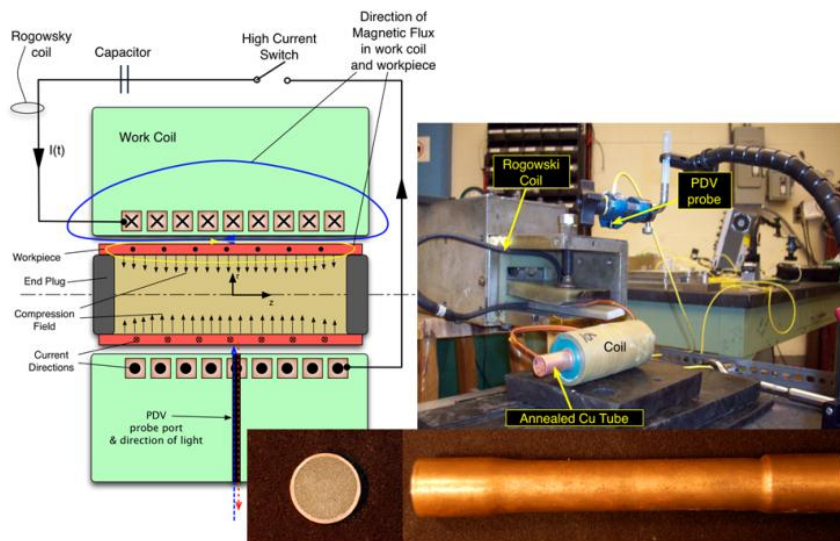 Rogowsky
coil
Capacitor
High Current
Switch
Direction of
Magnetic Flux
in work coil
and workpiece
Work Coil
I(t)
Workpiece
End Plug
r
z
Compression
Field
Current
Directions
PDV
probe port
& direction of light
Rogowski
Coil
PDV
probe
Coil
Annealed Cu Tube